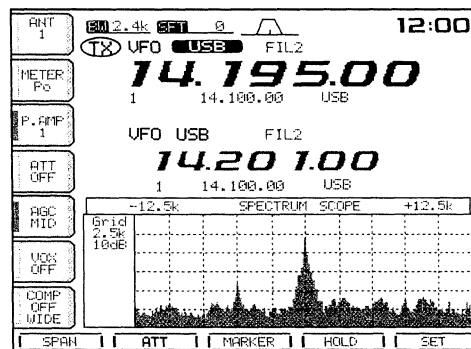 ANT 1
BW 2.4k SFT 0 12:00
TX VFO USB FIL2
14.195.00
1 14.100.00 USB
METER Po
P.AMP 1
VFO USB FIL2
14.201.00
1 14.100.00 USB
ATT OFF
AGC MID
-12.5k SPECTRUM SCOPE +12.5k
Grid 2.5k 10dB
VOX OFF
COMP OFF WIDE
SPAN ATT MARKER HOLD SET